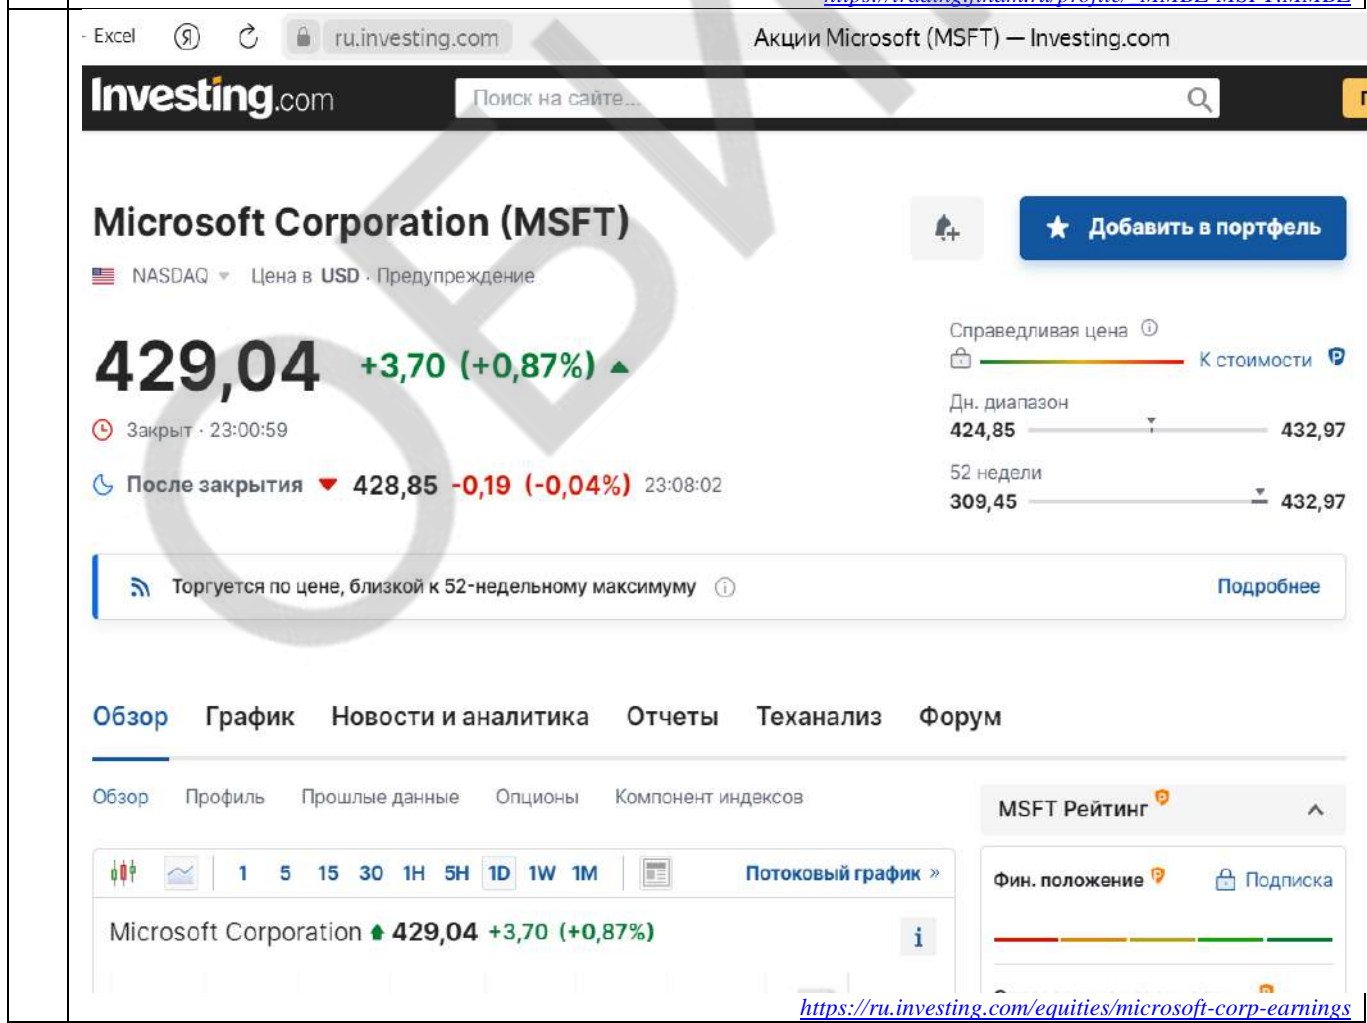 - Excel Я ru.investing.com Акции Microsoft (MSFT) — Investing.com
Investing.com Поиск на сайте...
Microsoft Corporation (MSFT)
Добавить в портфель
NASDAQ Цена в USD · Предупреждение
429,04 +3,70 (+0,87%)
Закрыт · 23:00:59
После закрытия 428,85 -0,19 (-0,04%) 23:08:02
Справедливая цена
К стоимости
Дн. диапазон
424,85 432,97
52 недели
309,45 432,97
Торгуется по цене, близкой к 52-недельному максимуму Подробнее
Обзор График Новости и аналитика Отчеты Теханализ Форум
Обзор Профиль Прошлые данные Опционы Компонент индексов
1 5 15 30 1H 5H 1D 1W 1M Потоковый график »
Microsoft Corporation 429,04 +3,70 (+0,87%)
MSFT Рейтинг
Фин. положение Подписка
https://ru.investing.com/equities/microsoft-corp-earnings